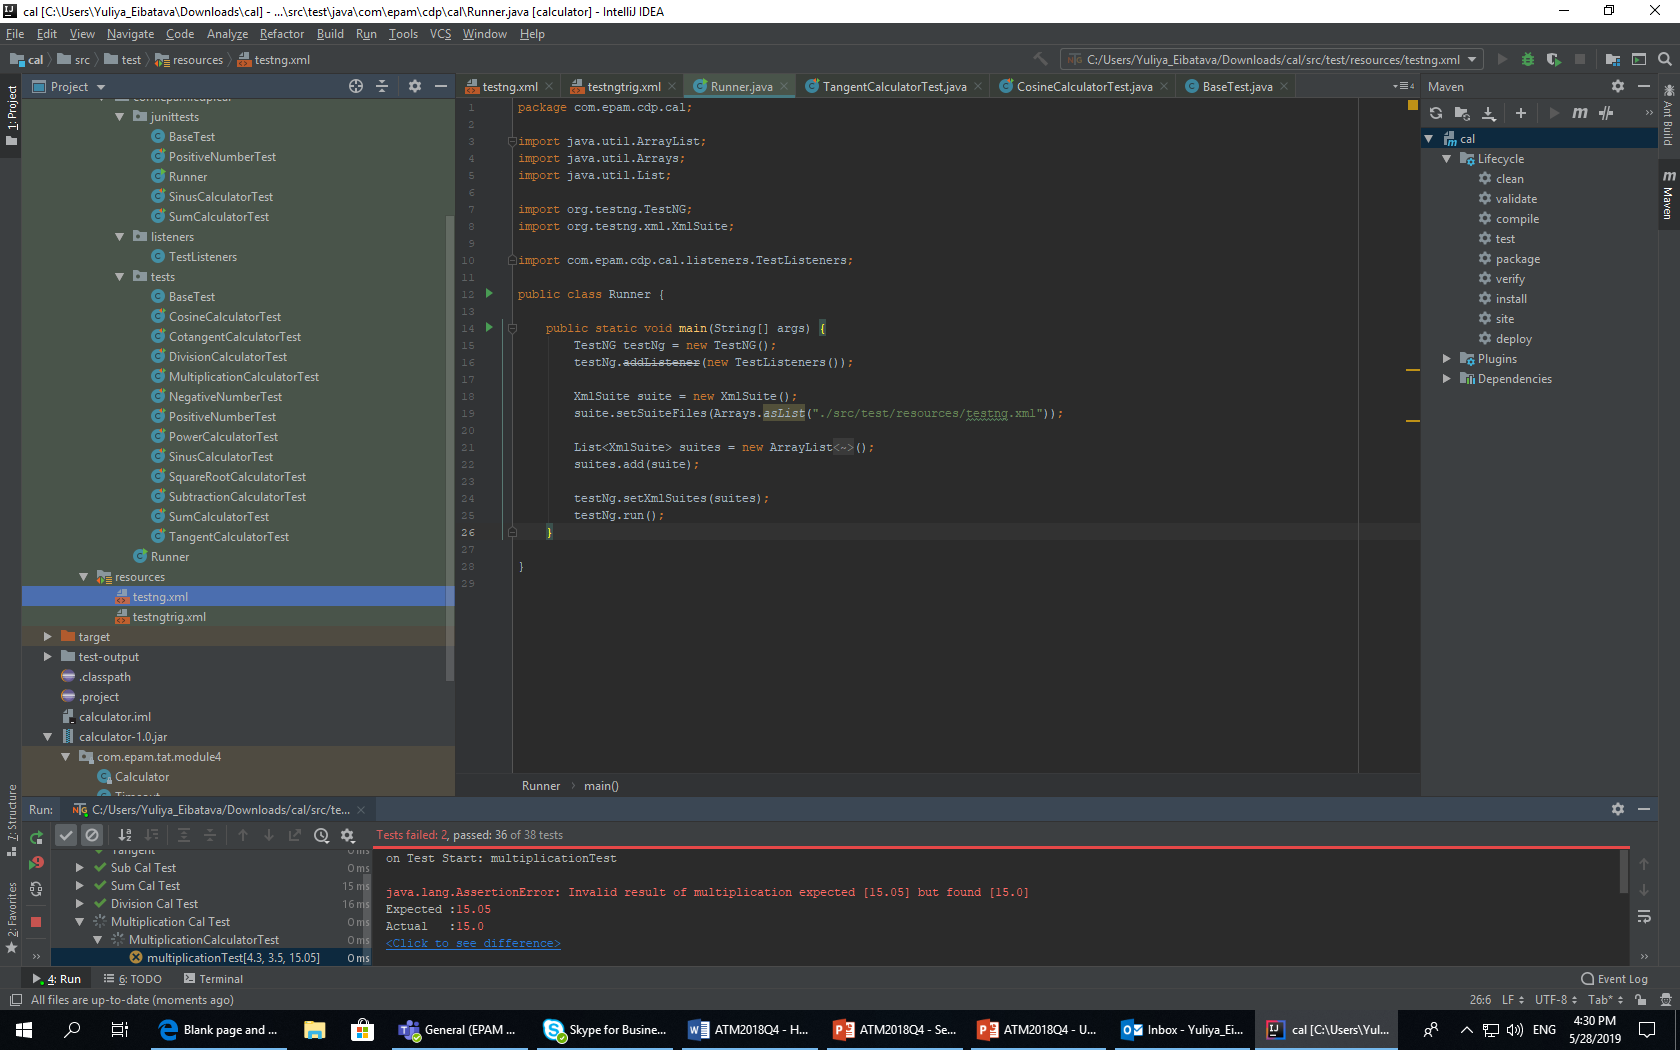 cal [C:\Users\Yuliya_Eibatava\Downloads\cal] - ...\src\test\java\com\epam\cdp\cal\Runner.java [calculator] - IntelliJ IDEA
File Edit View Navigate Code Analyze Refactor Build Run Tools VCS Window Help
cal src test resources testng.xml
C:/Users/Yuliya_Eibatava/Downloads/cal/src/test/resources/testng.xml
1: Project
Project
junittests
BaseTest
PositiveNumberTest
Runner
SinusCalculatorTest
SumCalculatorTest
listeners
TestListeners
tests
BaseTest
CosineCalculatorTest
CotangentCalculatorTest
DivisionCalculatorTest
MultiplicationCalculatorTest
NegativeNumberTest
PositiveNumberTest
PowerCalculatorTest
SinusCalculatorTest
SquareRootCalculatorTest
SubtractionCalculatorTest
SumCalculatorTest
TangentCalculatorTest
Runner
resources
testng.xml
testngtrig.xml
target
test-output
.classpath
.project
calculator.iml
calculator-1.0.jar
com.epam.tat.module4
Calculator
Timeout
testng.xml testngtrig.xml Runner.java TangentCalculatorTest.java CosineCalculatorTest.java BaseTest.java
1 package com.epam.cdp.cal;
2
3 import java.util.ArrayList;
4 import java.util.Arrays;
5 import java.util.List;
6
7 import org.testng.TestNG;
8 import org.testng.xml.XmlSuite;
9
10 import com.epam.cdp.cal.listeners.TestListeners;
11
12 public class Runner {
13
14 public static void main(String[] args) {
15 TestNG testNg = new TestNG();
16 testNg.addListener(new TestListeners());
17
18 XmlSuite suite = new XmlSuite();
19 suite.setSuiteFiles(Arrays.asList("./src/test/resources/testng.xml"));
20
21 List<XmlSuite> suites = new ArrayList<~>();
22 suites.add(suite);
23
24 testNg.setXmlSuites(suites);
25 testNg.run();
26 }
27
28 }
29
Runner main()
Maven
cal
Lifecycle
clean
validate
compile
test
package
verify
install
site
deploy
Plugins
Dependencies
Ant Build
Maven
7: Structure
2: Favorites
Run: C:/Users/Yuliya_Eibatava/Downloads/cal/src/te...
Tests failed: 2, passed: 36 of 38 tests
Tangent 0 ms
Sub Cal Test 0 ms
Sum Cal Test 15 ms
Division Cal Test 16 ms
Multiplication Cal Test 0 ms
MultiplicationCalculatorTest 0 ms
multiplicationTest[4.3, 3.5, 15.05] 0 ms
on Test Start: multiplicationTest
java.lang.AssertionError: Invalid result of multiplication expected [15.05] but found [15.0]
Expected :15.05
Actual :15.0
<Click to see difference>
4: Run 6: TODO Terminal Event Log
All files are up-to-date (moments ago) 26:6 LF UTF-8 Tab*
Blank page and ... General (EPAM ... Skype for Busine... ATM2018Q4 - H... ATM2018Q4 - Se... ATM2018Q4 - U... Inbox - Yuliya_Ei... cal [C:\Users\Yul... ENG 4:30 PM
5/28/2019